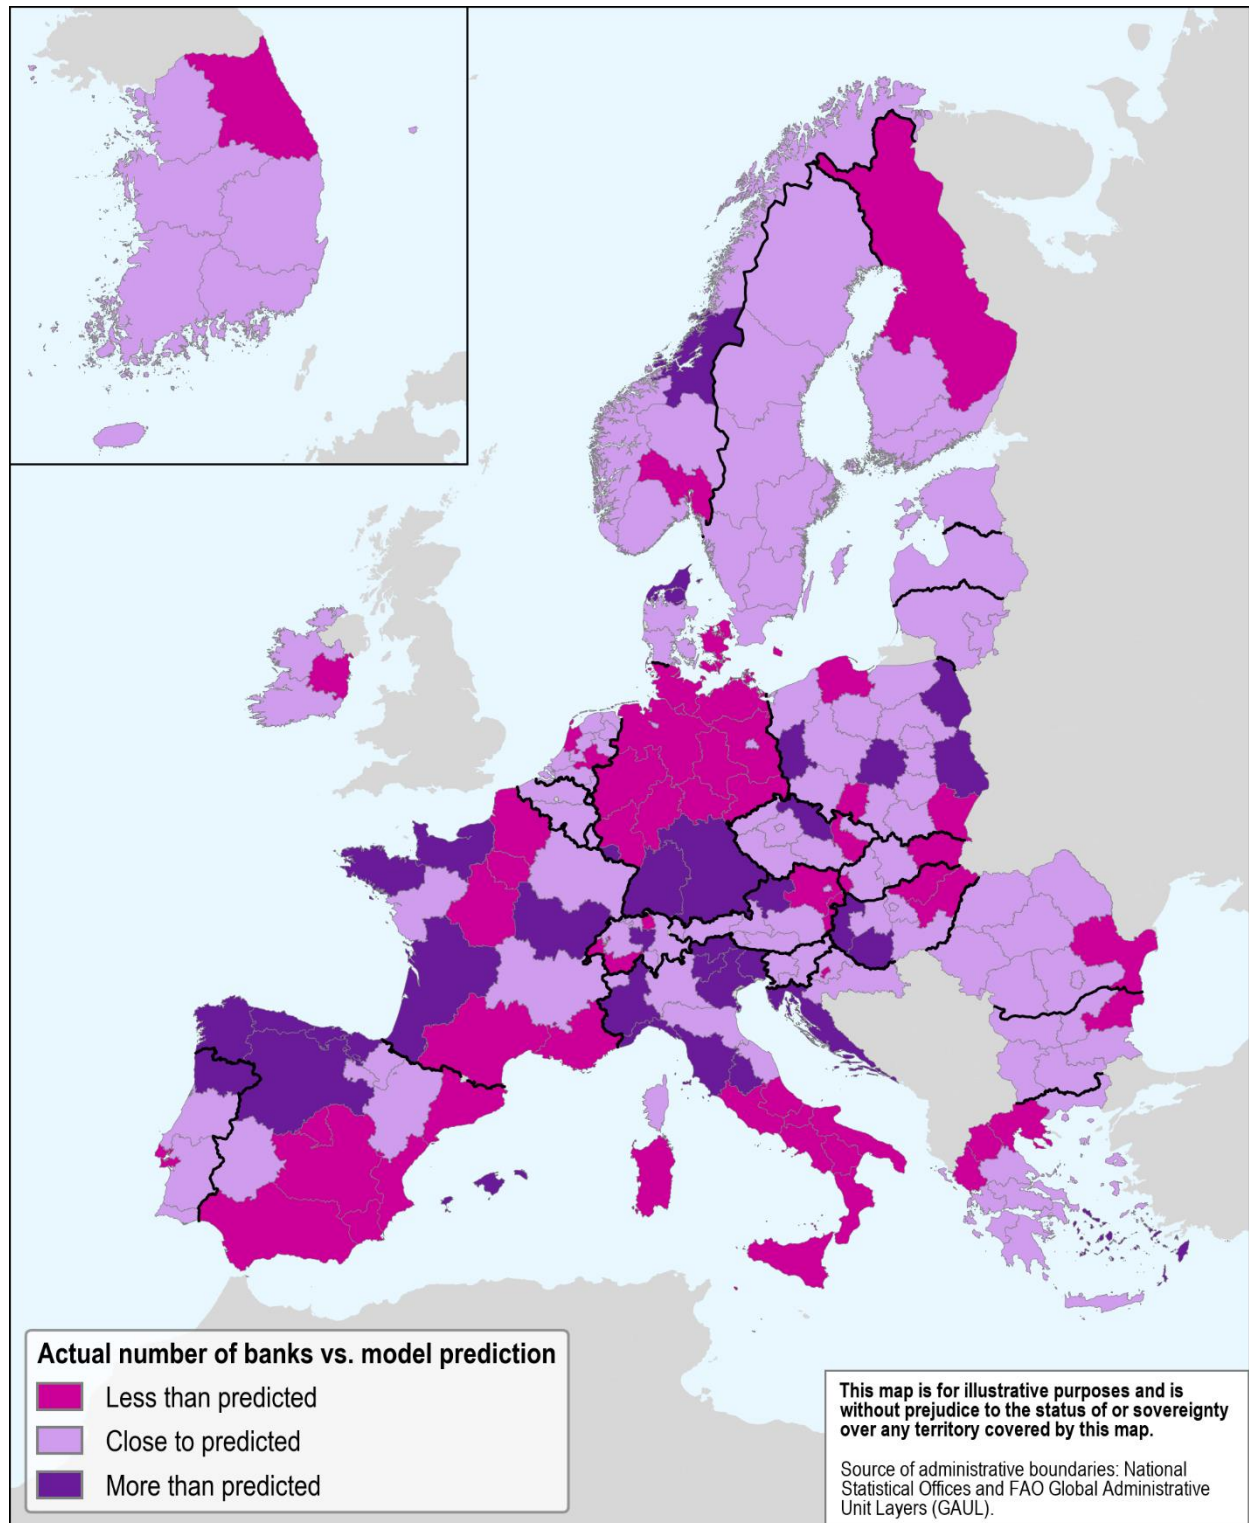 Actual number of banks vs. model prediction
Less than predicted
Close to predicted
More than predicted
This map is for illustrative purposes and is
without prejudice to the status of or sovereignty
over any territory covered by this map.
Source of administrative boundaries: National
Statistical Offices and FAO Global Administrative
Unit Layers (GAUL).